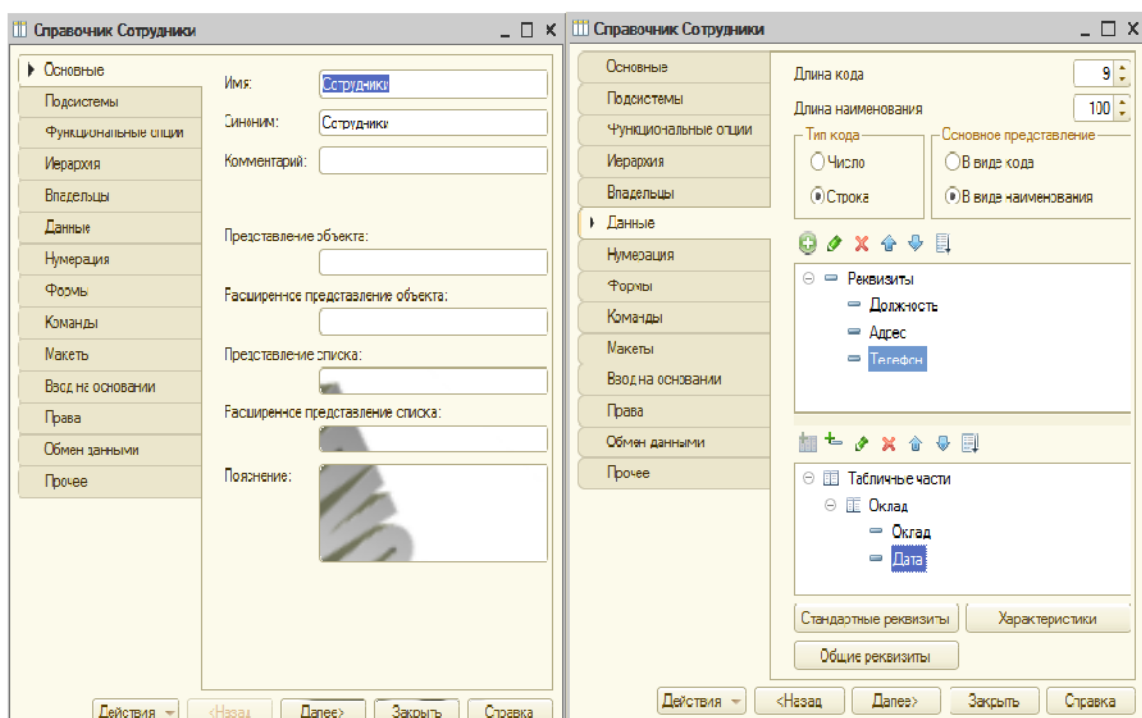 Справочник Сотрудники
Основные
Подсистемы
Функциональные опции
Иерархия
Владельцы
Данные
Нумерация
Формы
Команды
Макеты
Ввод на основании
Права
Обмен данными
Прочее
Имя:
Сотрудники
Синоним:
Сотрудники
Комментарий:
Представление объекта:
Расширенное представление объекта:
Представление списка:
Расширенное представление списка:
Пояснение:
Действия
<Назад
Далее>
Закрыть
Справка
Справочник Сотрудники
Основные
Подсистемы
Функциональные опции
Иерархия
Владельцы
Данные
Нумерация
Формы
Команды
Макеты
Ввод на основании
Права
Обмен данными
Прочее
Длина кода
9
Длина наименования
100
Тип кода
Число
Строка
Основное представление
В виде кода
В виде наименования
Реквизиты
Должность
Адрес
Телефон
Табличные части
Оклад
Оклад
Дата
Стандартные реквизиты
Характеристики
Общие реквизиты
Действия
<Назад
Далее>
Закрыть
Справка